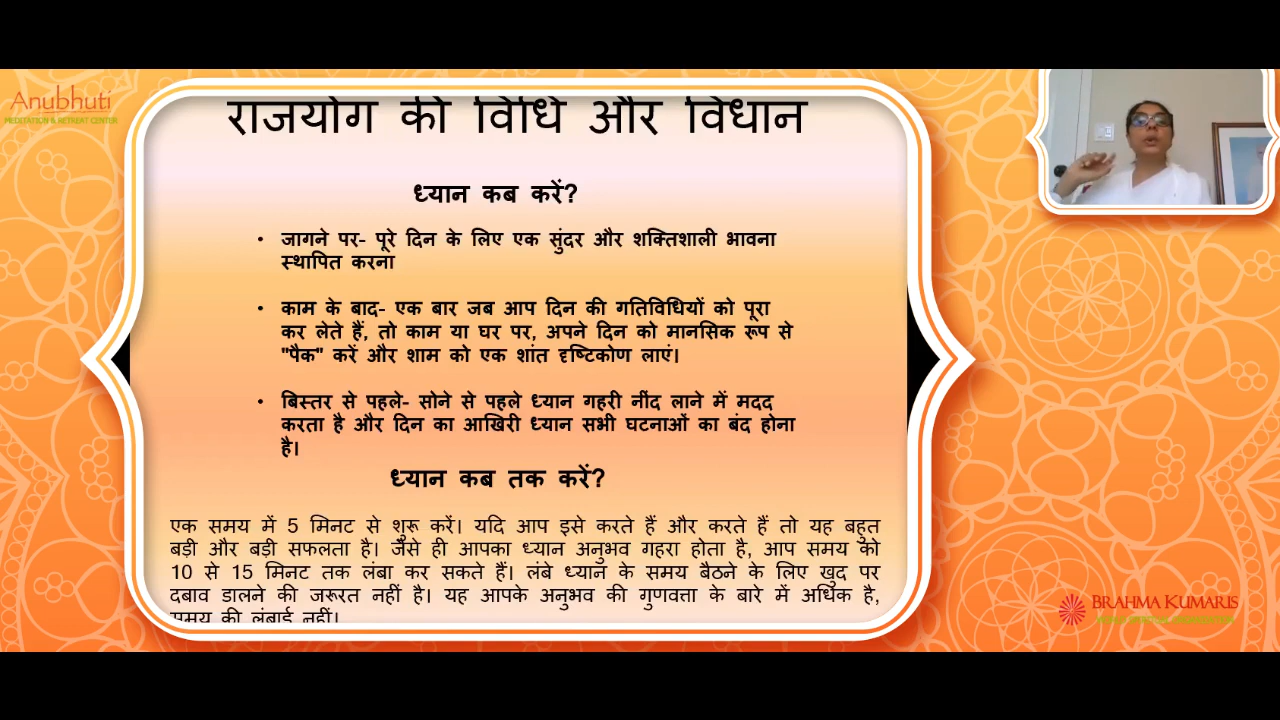 Anubhuti
MEDITATION & RETREAT CENTER
राजयोग की विधि और विधान
ध्यान कब करें?
• जागने पर- पूरे दिन के लिए एक सुंदर और शक्तिशाली भावना
स्थापित करना
• काम के बाद- एक बार जब आप दिन की गतिविधियों को पूरा
कर लेते हैं, तो काम या घर पर, अपने दिन को मानसिक रूप से
"पैक" करें और शाम को एक शांत दृष्टिकोण लाएं।
• बिस्तर से पहले- सोने से पहले ध्यान गहरी नींद लाने में मदद
करता है और दिन का आखिरी ध्यान सभी घटनाओं का बंद होना
है।
ध्यान कब तक करें?
एक समय में 5 मिनट से शुरू करें। यदि आप इसे करते हैं और करते हैं तो यह बहुत
बड़ी और बड़ी सफलता है। जैसे ही आपका ध्यान अनुभव गहरा होता है, आप समय को
10 से 15 मिनट तक लंबा कर सकते हैं। लंबे ध्यान के समय बैठने के लिए खुद पर
दबाव डालने की जरूरत नहीं है। यह आपके अनुभव की गुणवत्ता के बारे में अधिक है,
समय की लंबाई नहीं।
BRAHMA KUMARIS